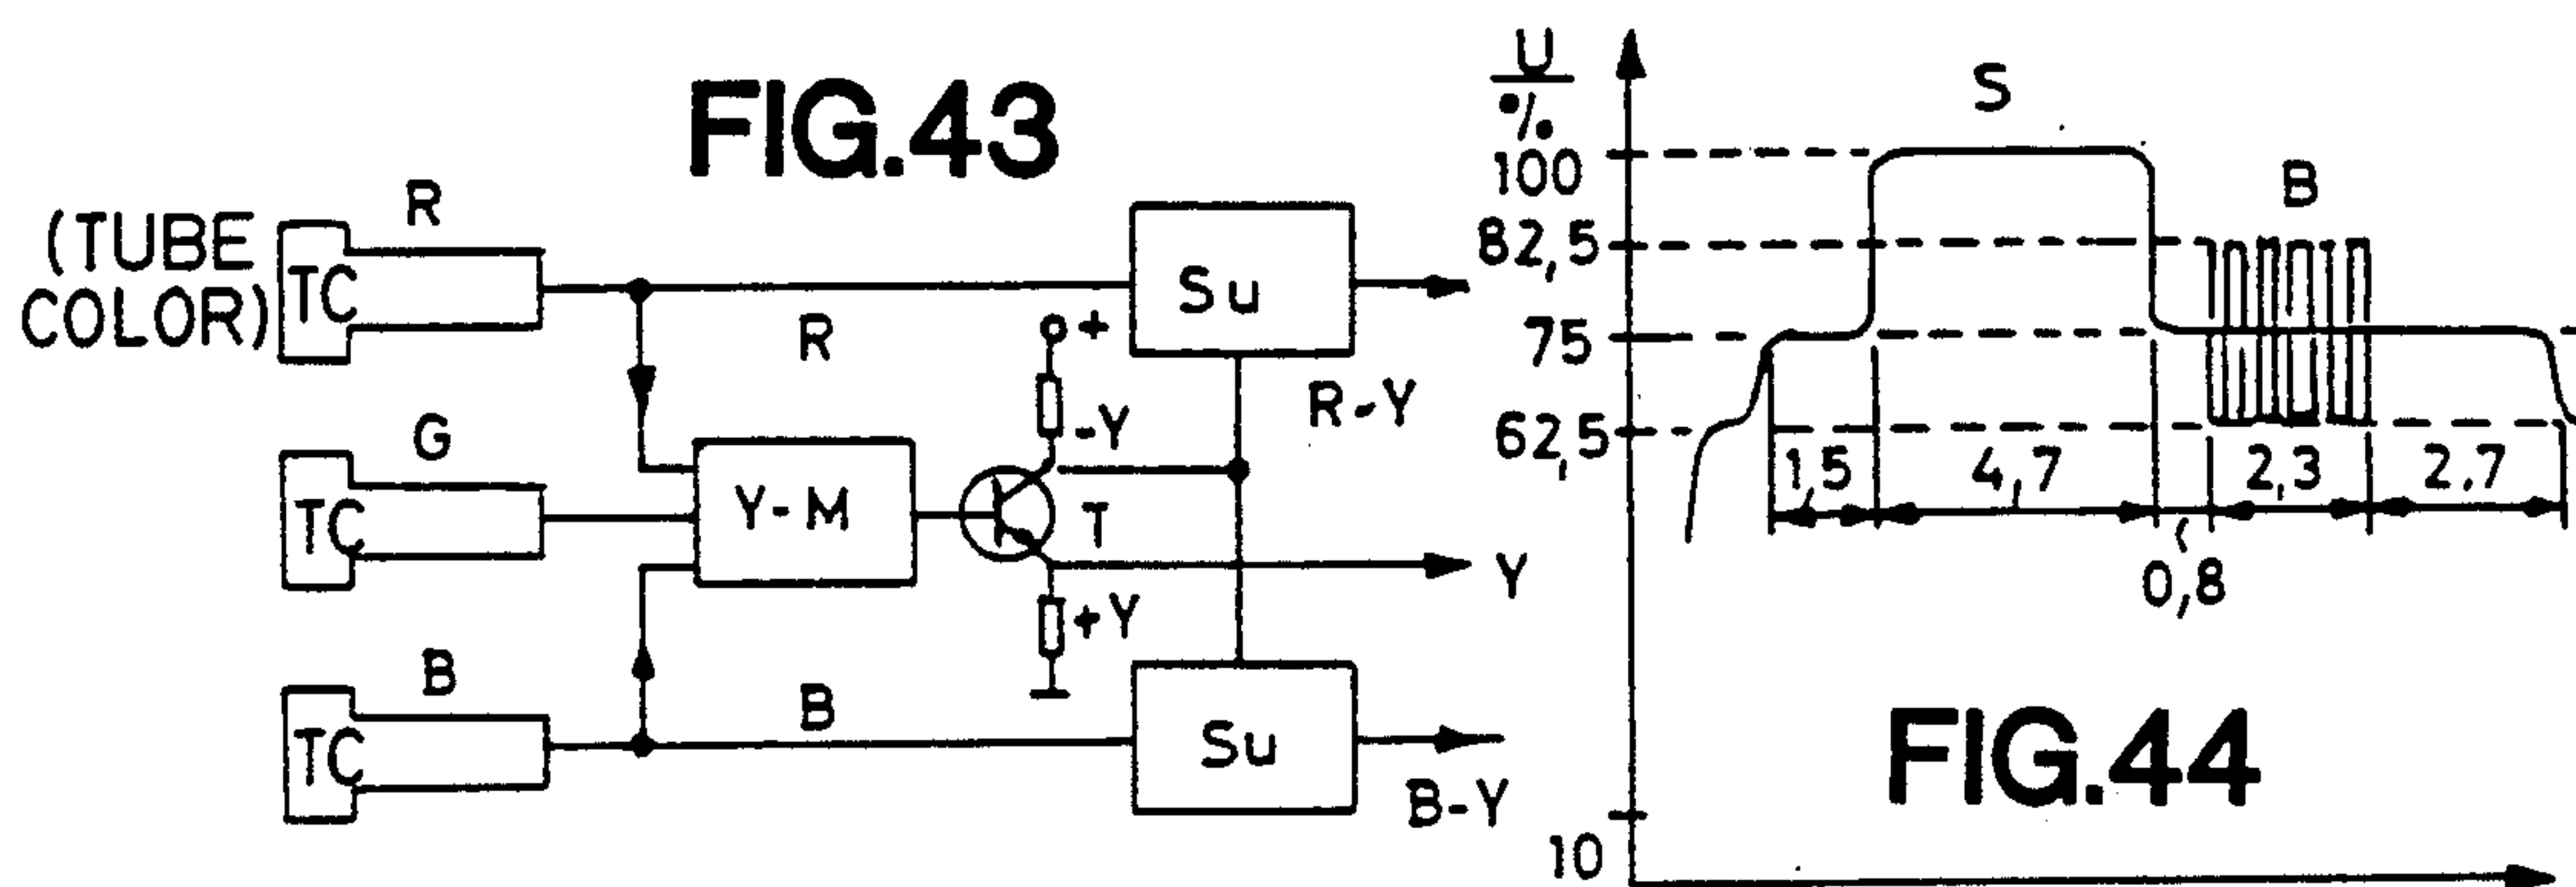 FIG.43
(TUBE
COLOR)
TC
R
R
Su
R-Y
+
-Y
TC
G
Y-M
T
Y
+Y
TC
B
B
Su
B-Y
U
%
100
82,5
75
62,5
10
S
B
1,5
4,7
0,8
2,3
2,7
FIG.44